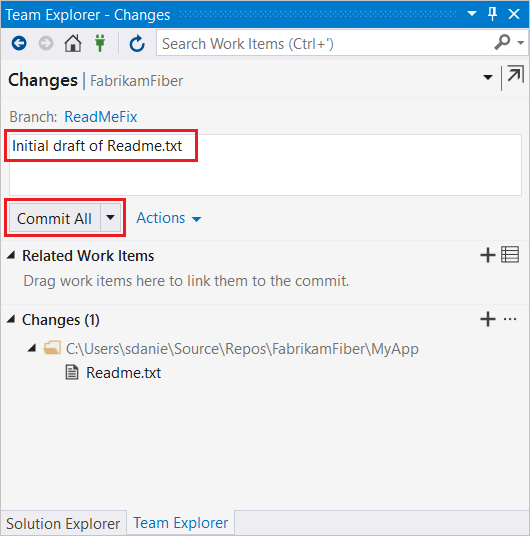 Team Explorer - Changes
Search Work Items (Ctrl+')
Changes | FabrikamFiber
Branch: ReadMeFix
Initial draft of Readme.txt
Commit All Actions
Related Work Items
Drag work items here to link them to the commit.
Changes (1)
C:\Users\sdanie\Source\Repos\FabrikamFiber\MyApp
Readme.txt
Solution Explorer Team Explorer